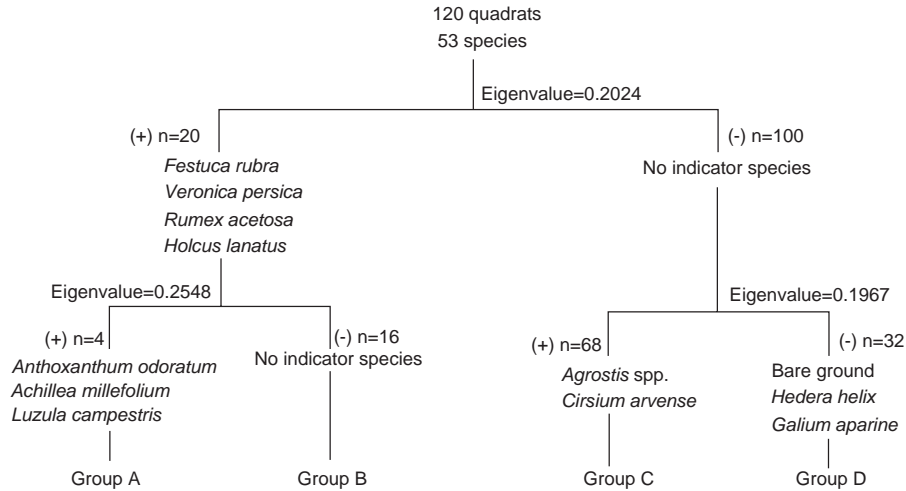 120 quadrats
53 species
Eigenvalue=0.2024
(+) n=20
Festuca rubra
Veronica persica
Rumex acetosa
Holcus lanatus
(-) n=100
No indicator species
Eigenvalue=0.2548
(+) n=4
Anthoxanthum odoratum
Achillea millefolium
Luzula campestris
Group A
(-) n=16
No indicator species
Group B
Eigenvalue=0.1967
(+) n=68
Agrostis spp.
Cirsium arvense
Group C
(-) n=32
Bare ground
Hedera helix
Galium aparine
Group D